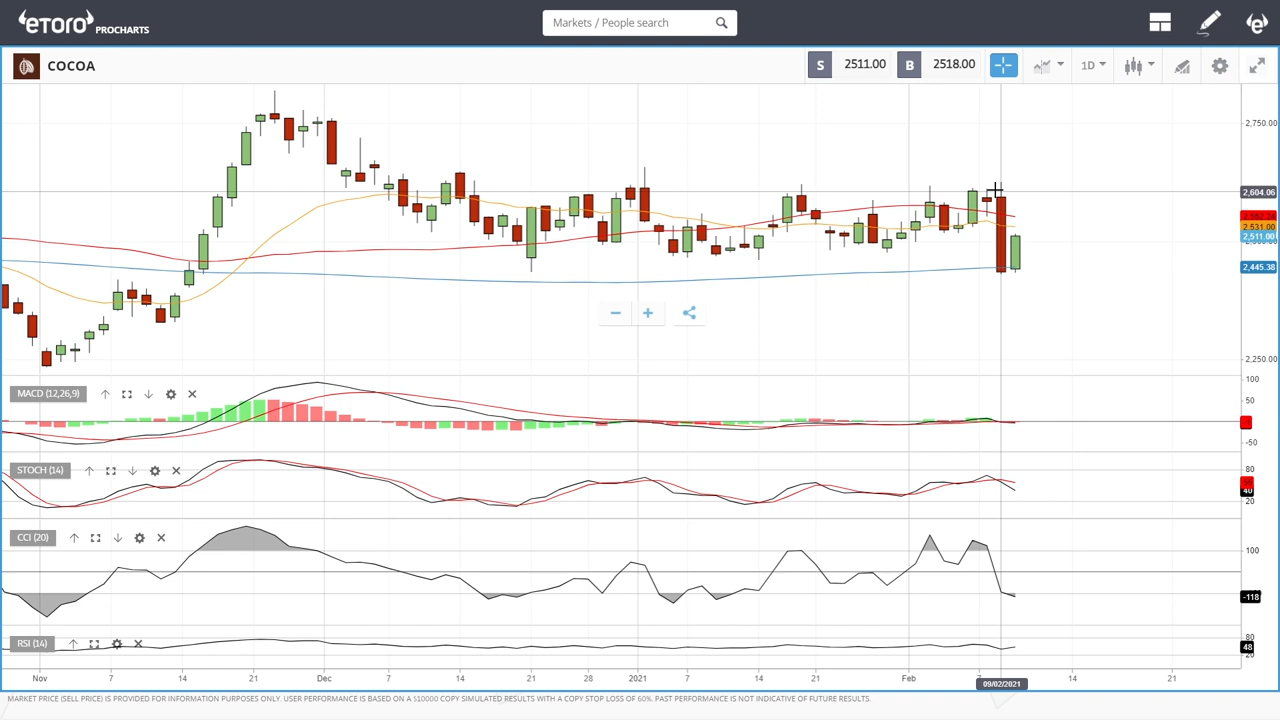 eToro PROCHARTS
Markets / People search
COCOA
S 2511.00 B 2518.00
1D
2,750.00
2,604.06
2,552.24
2,531.00
2,511.00
2,445.38
2,250.00
MACD (12,26,9)
100
50
-50
STOCH (14)
80
40
20
CCI (20)
100
-118
RSI (14)
80
48
20
Nov 7 14 21 Dec 7 14 21 28 2021 7 14 21 Feb 7 14 21
09/02/2021
MARKET PRICE (SELL PRICE) IS PROVIDED FOR INFORMATION PURPOSES ONLY. USER PERFORMANCE IS BASED ON A $10000 COPY SIMULATED RESULTS WITH A COPY STOP LOSS OF 60%. PAST PERFORMANCE IS NOT INDICATIVE OF FUTURE RESULTS.